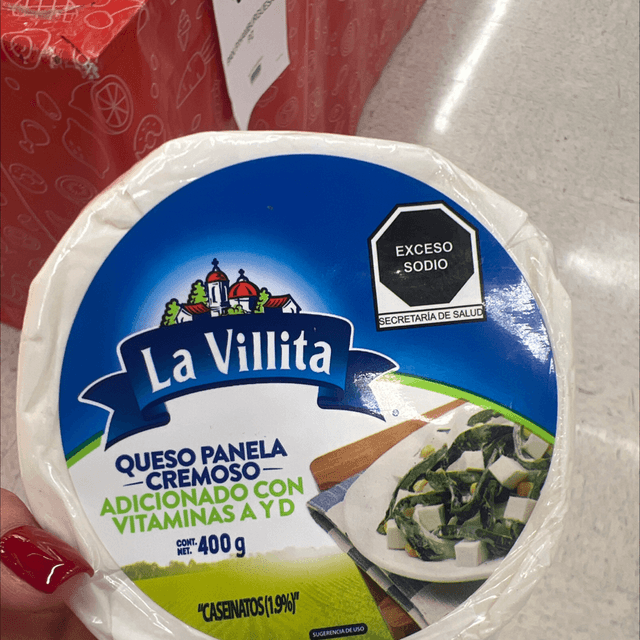 EXCESO
SODIO
SECRETARÍA DE SALUD
La Villita
QUESO PANELA
CREMOSO
ADICIONADO CON
VITAMINAS A Y D
CONT.
NET. 400 g
"CASEINATOS (1.9%)"
SUGERENCIA DE USO